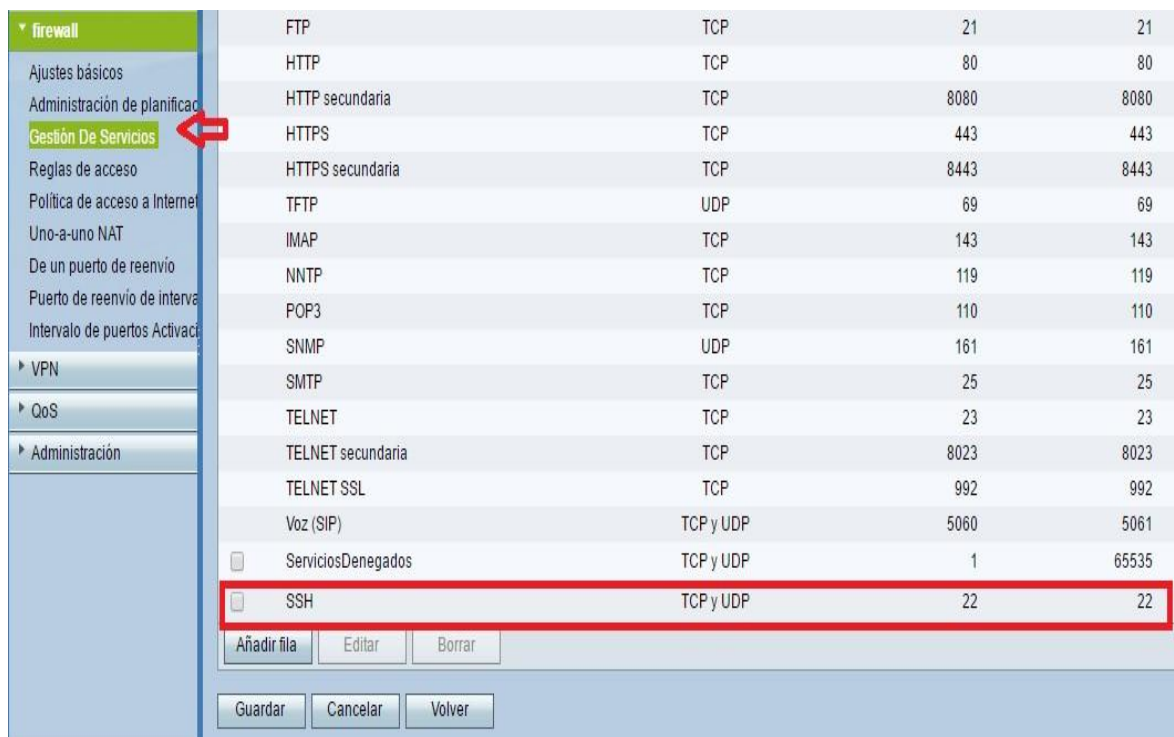 firewall
Ajustes básicos
Administración de planificac
Gestión De Servicios
Reglas de acceso
Política de acceso a Internet
Uno-a-uno NAT
De un puerto de reenvío
Puerto de reenvío de interva
Intervalo de puertos Activaci
VPN
QoS
Administración
FTP TCP 21 21
HTTP TCP 80 80
HTTP secundaria TCP 8080 8080
HTTPS TCP 443 443
HTTPS secundaria TCP 8443 8443
TFTP UDP 69 69
IMAP TCP 143 143
NNTP TCP 119 119
POP3 TCP 110 110
SNMP UDP 161 161
SMTP TCP 25 25
TELNET TCP 23 23
TELNET secundaria TCP 8023 8023
TELNET SSL TCP 992 992
Voz (SIP) TCP y UDP 5060 5061
ServiciosDenegados TCP y UDP 1 65535
SSH TCP y UDP 22 22
Añadir fila Editar Borrar
Guardar Cancelar Volver